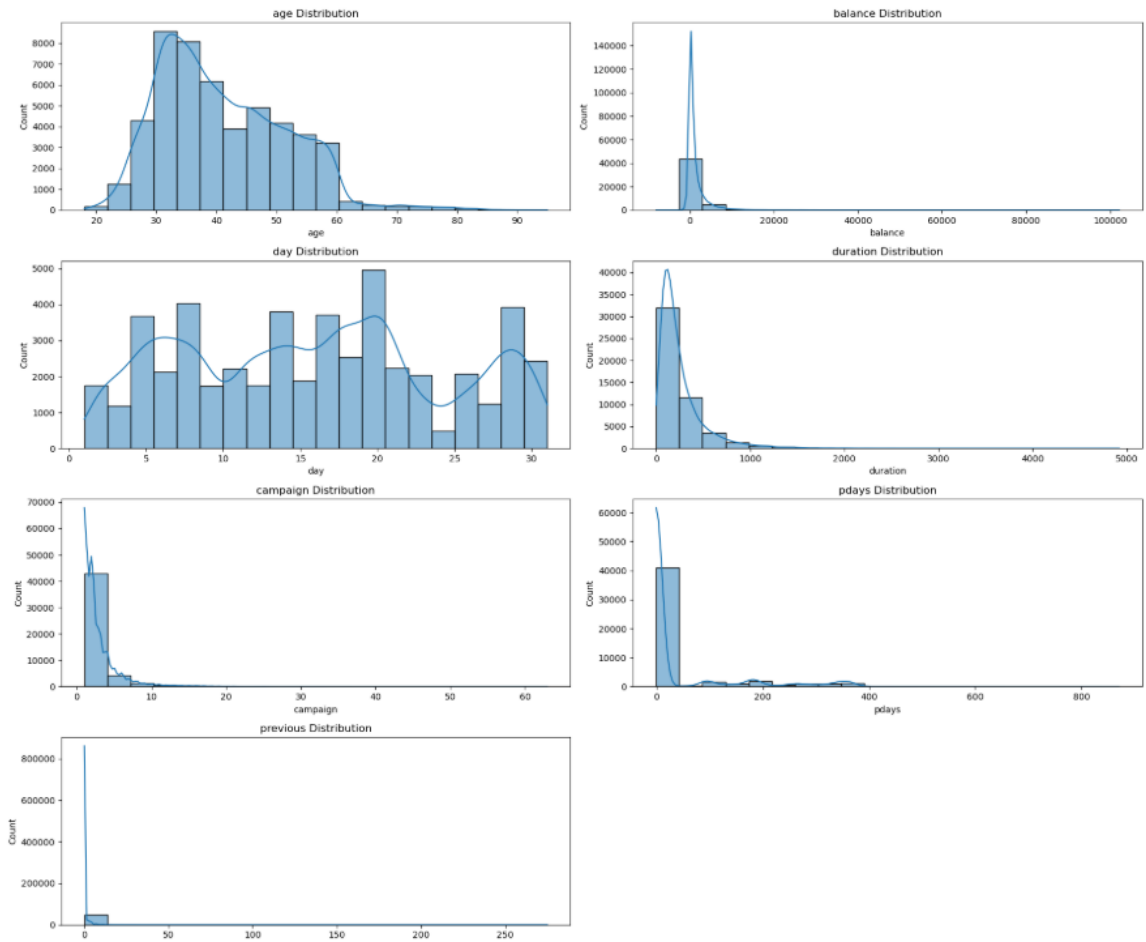 age Distribution
8000
7000
6000
5000
4000
3000
2000
1000
0
Count
20 30 40 50 60 70 80 90
age
balance Distribution
140000
120000
100000
80000
60000
40000
20000
0
Count
0 20000 40000 60000 80000 100000
balance
day Distribution
5000
4000
3000
2000
1000
0
Count
0 5 10 15 20 25 30
day
duration Distribution
40000
35000
30000
25000
20000
15000
10000
5000
0
Count
0 1000 2000 3000 4000 5000
duration
campaign Distribution
70000
60000
50000
40000
30000
20000
10000
0
Count
0 10 20 30 40 50 60
campaign
pdays Distribution
60000
50000
40000
30000
20000
10000
0
Count
0 200 400 600 800
pdays
previous Distribution
800000
600000
400000
200000
0
Count
0 50 100 150 200 250